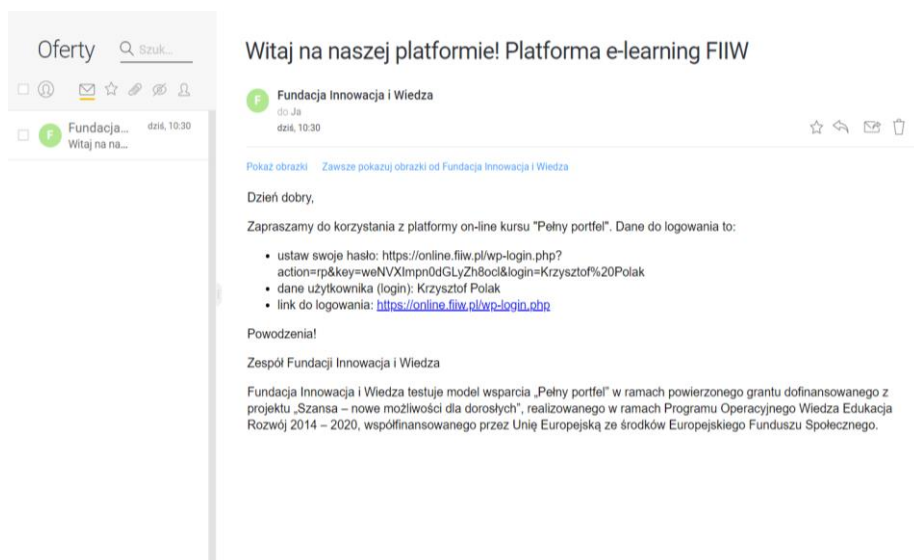 Oferty
Szuk...
Fundacja...
dziś, 10:30
Witaj na na...
Witaj na naszej platformie! Platforma e-learning FIIW
F
Fundacja Innowacja i Wiedza
do Ja
dziś, 10:30
Pokaż obrazki Zawsze pokazuj obrazki od Fundacja Innowacja i Wiedza
Dzień dobry,
Zapraszamy do korzystania z platformy on-line kursu "Pełny portfel". Dane do logowania to:
• ustaw swoje hasło: https://online.fiiw.pl/wp-login.php?
action=rp&key=weNVXImpn0dGLyZh8ocl&login=Krzysztof%20Polak
• dane użytkownika (login): Krzysztof Polak
• link do logowania: https://online.fiiw.pl/wp-login.php
Powodzenia!
Zespół Fundacji Innowacja i Wiedza
Fundacja Innowacja i Wiedza testuje model wsparcia „Pełny portfel” w ramach powierzonego grantu dofinansowanego z
projektu „Szansa – nowe możliwości dla dorosłych”, realizowanego w ramach Programu Operacyjnego Wiedza Edukacja
Rozwój 2014 – 2020, współfinansowanego przez Unię Europejską ze środków Europejskiego Funduszu Społecznego.